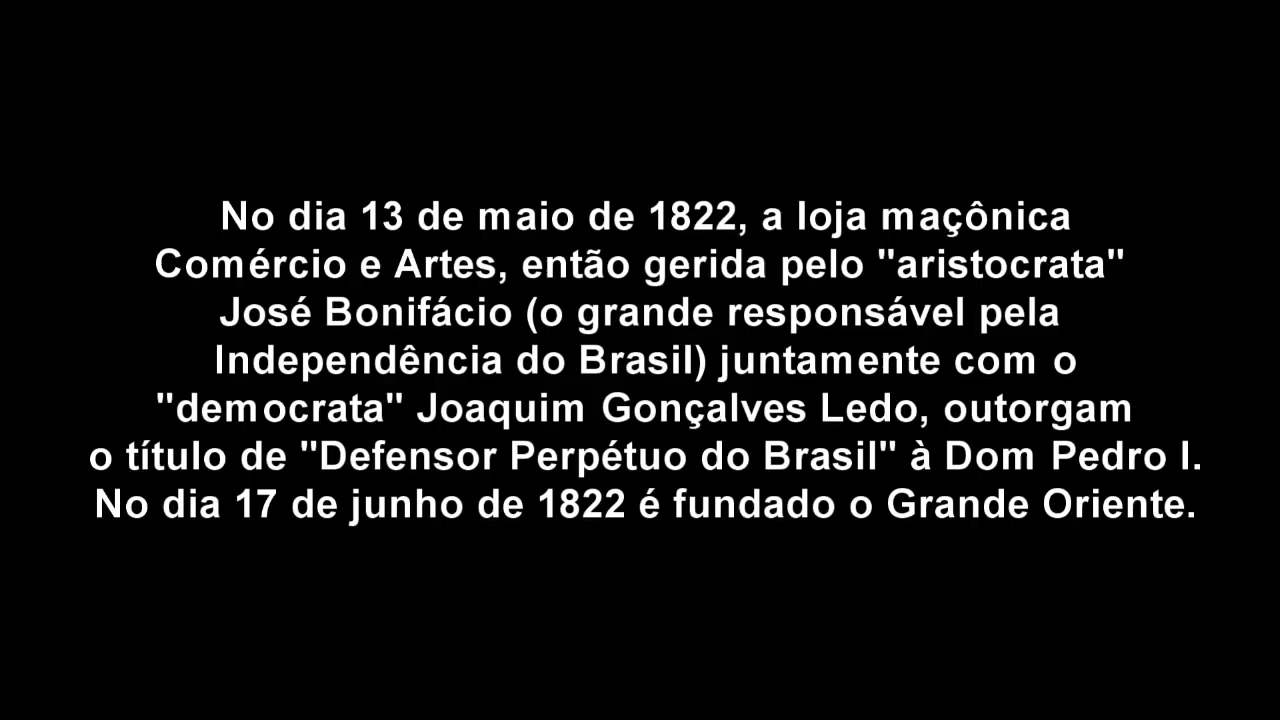 No dia 13 de maio de 1822, a loja maçônica
Comércio e Artes, então gerida pelo "aristocrata"
José Bonifácio (o grande responsável pela
Independência do Brasil) juntamente com o
"democrata" Joaquim Gonçalves Ledo, outorgam
o título de "Defensor Perpétuo do Brasil" à Dom Pedro I.
No dia 17 de junho de 1822 é fundado o Grande Oriente.